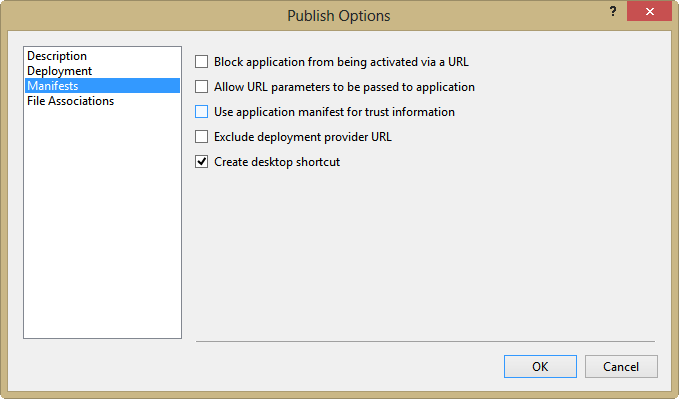 Publish Options
?
Description
Deployment
Manifests
File Associations
Block application from being activated via a URL
Allow URL parameters to be passed to application
Use application manifest for trust information
Exclude deployment provider URL
Create desktop shortcut
OK
Cancel